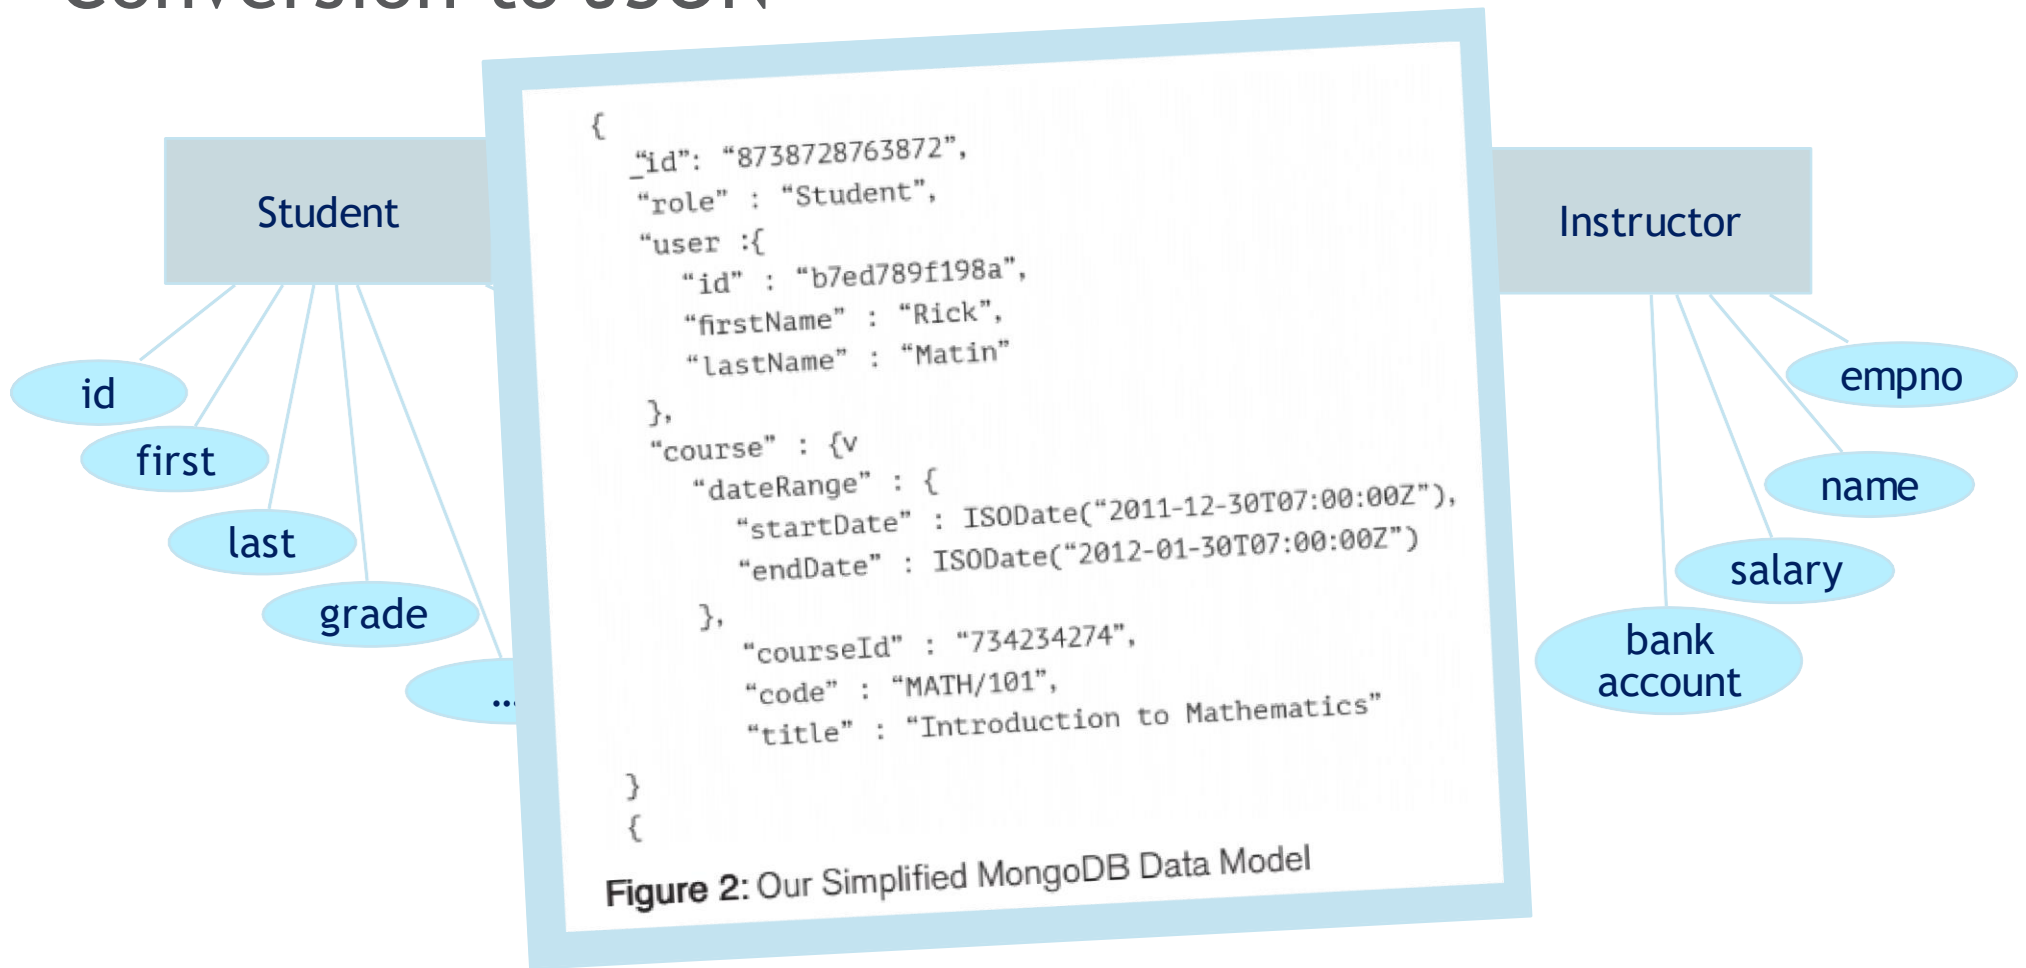 Conversion to JSON
Student
id
first
last
grade
...
{
_“id": “8738728763872”,
“role” : “Student”,
“user :{
“id” : “b7ed789f198a”,
“firstName” : “Rick”,
“lastName” : “Matin”
},
“course” : {v
“dateRange” : {
“startDate” : ISODate(“2011-12-30T07:00:00Z”),
“endDate” : ISODate(“2012-01-30T07:00:00Z”)
},
“courseId” : “734234274”,
“code” : “MATH/101”,
“title” : “Introduction to Mathematics”
}
{
Figure 2: Our Simplified MongoDB Data Model
Instructor
empno
name
salary
bank
account